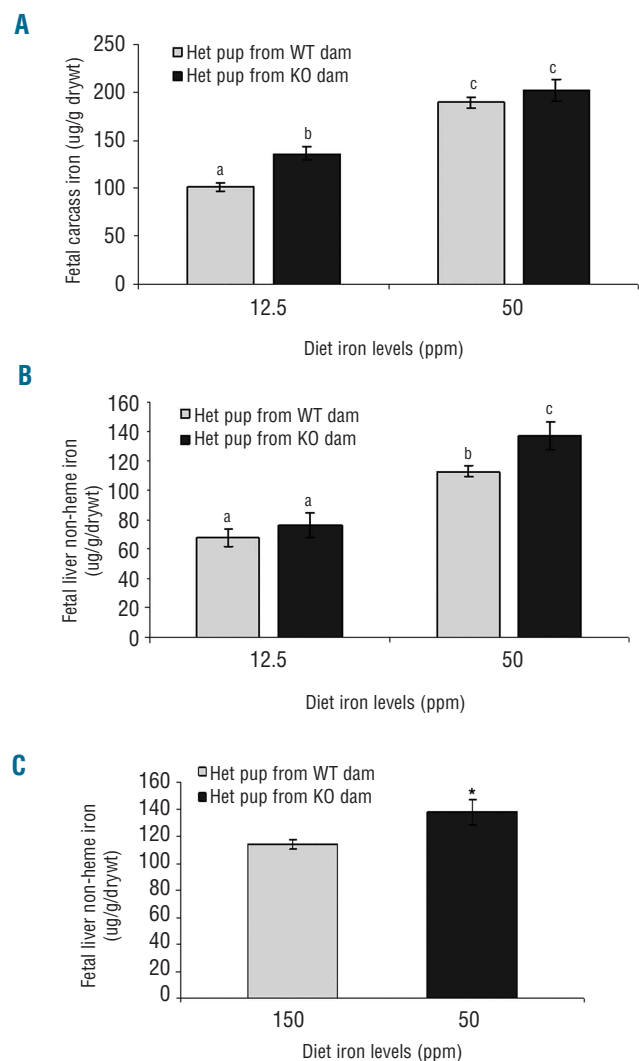 A
Fetal carcass iron (ug/g drywt)
250
200
150
100
50
0
Het pup from WT dam
Het pup from KO dam
a
b
c
c
12.5
50
Diet iron levels (ppm)
B
Fetal liver non-heme iron
(ug/g/drywt)
160
140
120
100
80
60
40
20
0
Het pup from WT dam
Het pup from KO dam
a
a
b
c
12.5
50
Diet iron levels (ppm)
C
Fetal liver non-heme iron
(ug/g/drywt)
160
140
120
100
80
60
40
20
0
Het pup from WT dam
Het pup from KO dam
*
150
50
Diet iron levels (ppm)